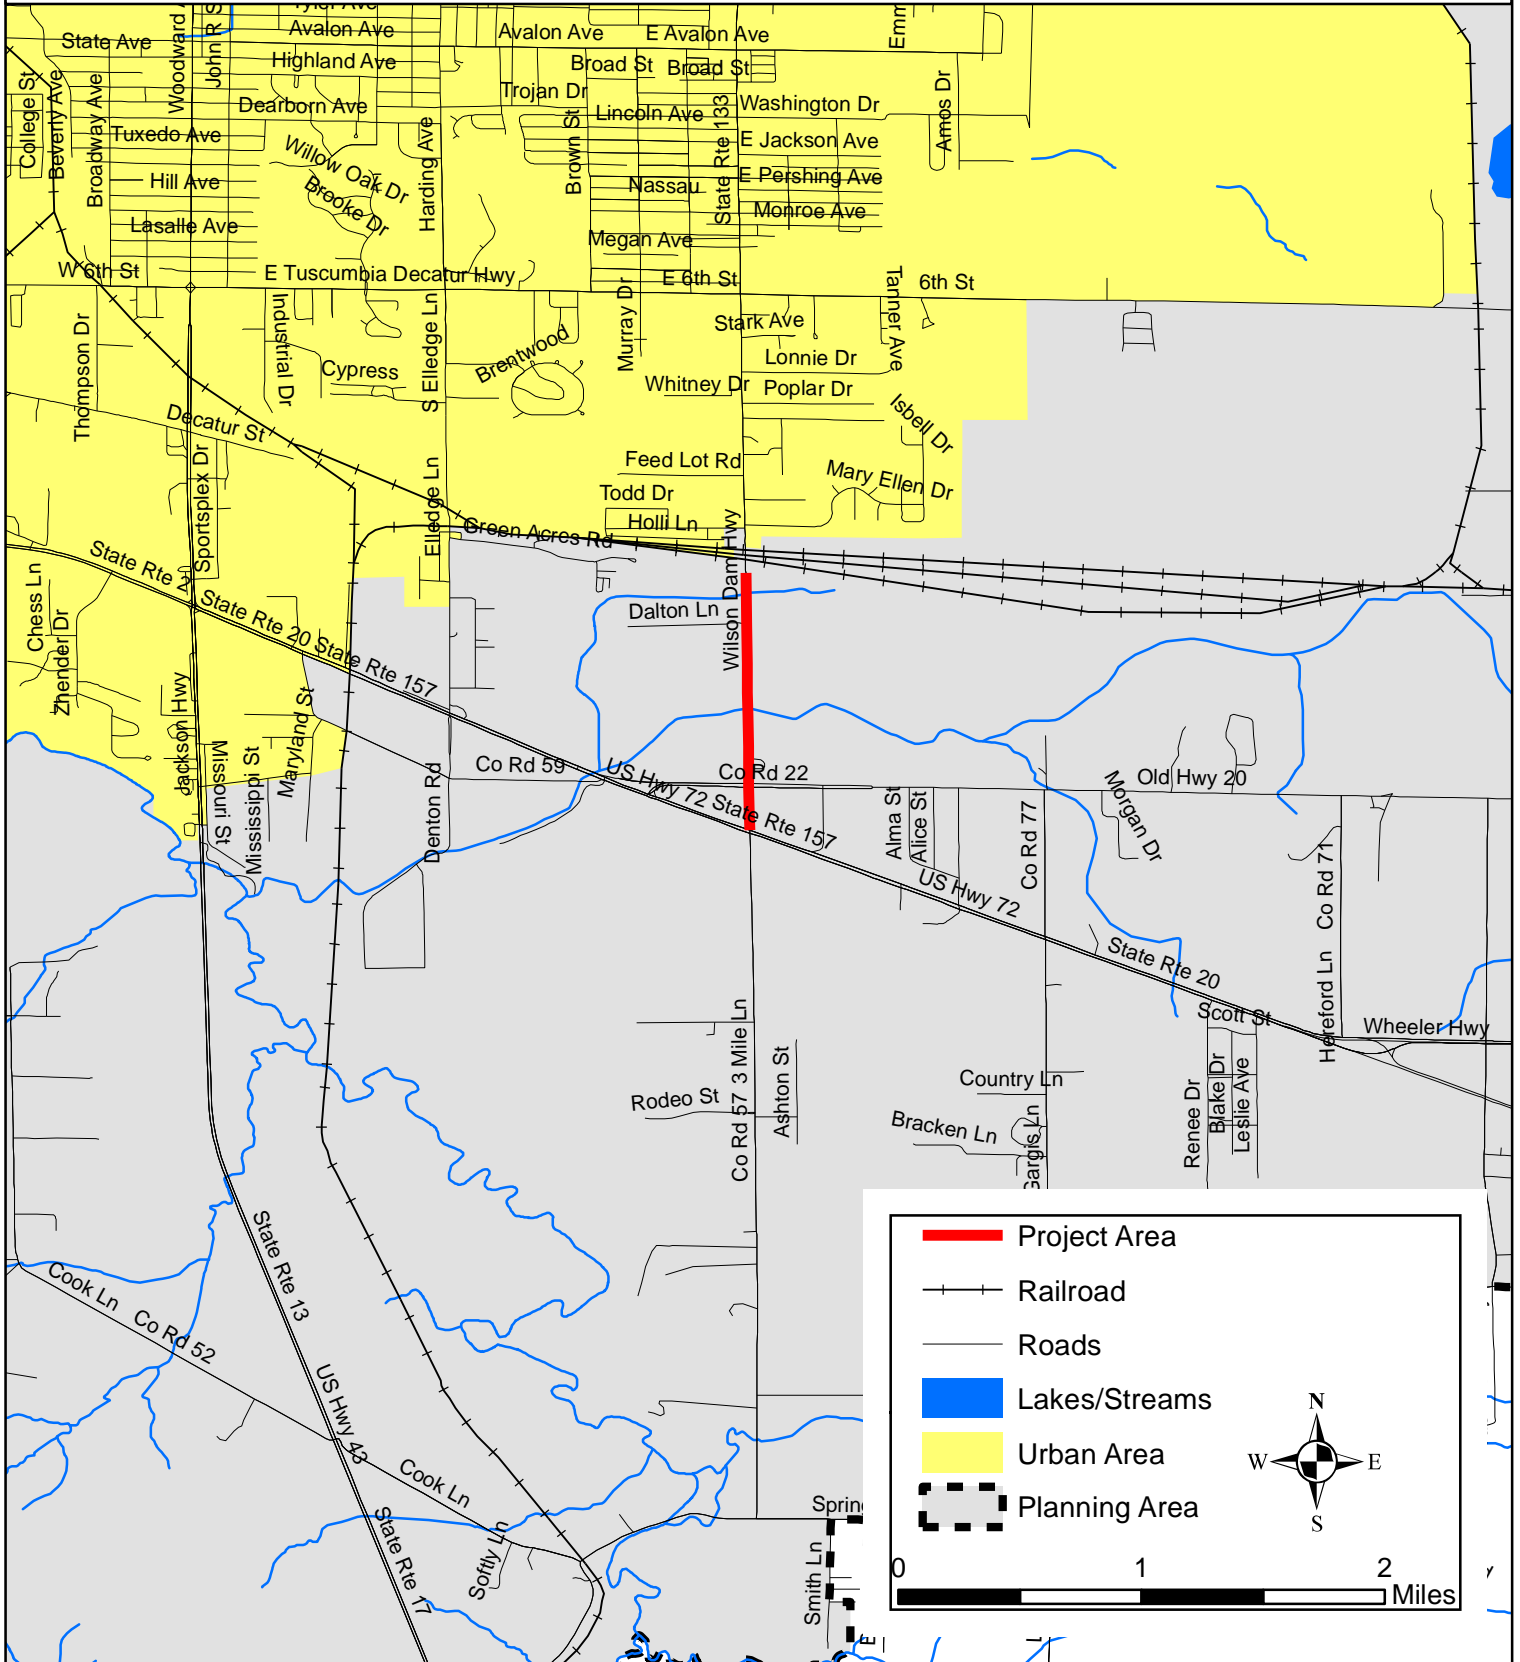 Tyler Ave
Woodward A
John R S
Avalon Ave
Avalon Ave
E Avalon Ave
Emm
State Ave
Highland Ave
Broad St
Broad St
College St
Beverly Ave
Broadway Ave
Dearborn Ave
Trojan Dr
Lincoln Ave
Washington Dr
Amos Dr
Tuxedo Ave
Willow Oak Dr
Harding Ave
Brown St
State Rte 133
E Jackson Ave
Hill Ave
Brooke Dr
Nassau
E Pershing Ave
Lasalle Ave
Monroe Ave
Megan Ave
W 6th St
E Tuscumbia Decatur Hwy
E 6th St
6th St
Tanner Ave
Thompson Dr
Industrial Dr
S Elledge Ln
Brentwood
Murray Dr
Stark Ave
Cypress
Lonnie Dr
Whitney Dr
Poplar Dr
Isbell Dr
Decatur St
Sportsplex Dr
Elledge Ln
Feed Lot Rd
Mary Ellen Dr
Todd Dr
Holli Ln
Green Acres Rd
Wilson Dam Hwy
State Rte 2
Chess Ln
Zhender Dr
State Rte 20
State Rte 157
Dalton Ln
Jackson Hwy
Missouri St
Mississippi St
Maryland St
Denton Rd
Co Rd 59
US Hwy 72
State Rte 157
Co Rd 22
Old Hwy 20
Morgan Dr
Alma St
Alice St
Co Rd 77
US Hwy 72
Co Rd 71
State Rte 20
Hereford Ln
Scott St
Wheeler Hwy
Co Rd 57
3 Mile Ln
Ashton St
Rodeo St
Country Ln
Bracken Ln
Gargis Ln
Renee Dr
Blake Dr
Leslie Ave
State Rte 13
Cook Ln
Co Rd 52
US Hwy 43
Cook Ln
State Rte 17
Softly Ln
Spring
Smith Ln
E
L
y
Project Area
Railroad
Roads
Lakes/Streams
Urban Area
Planning Area
N
W
E
S
0
1
2
Miles